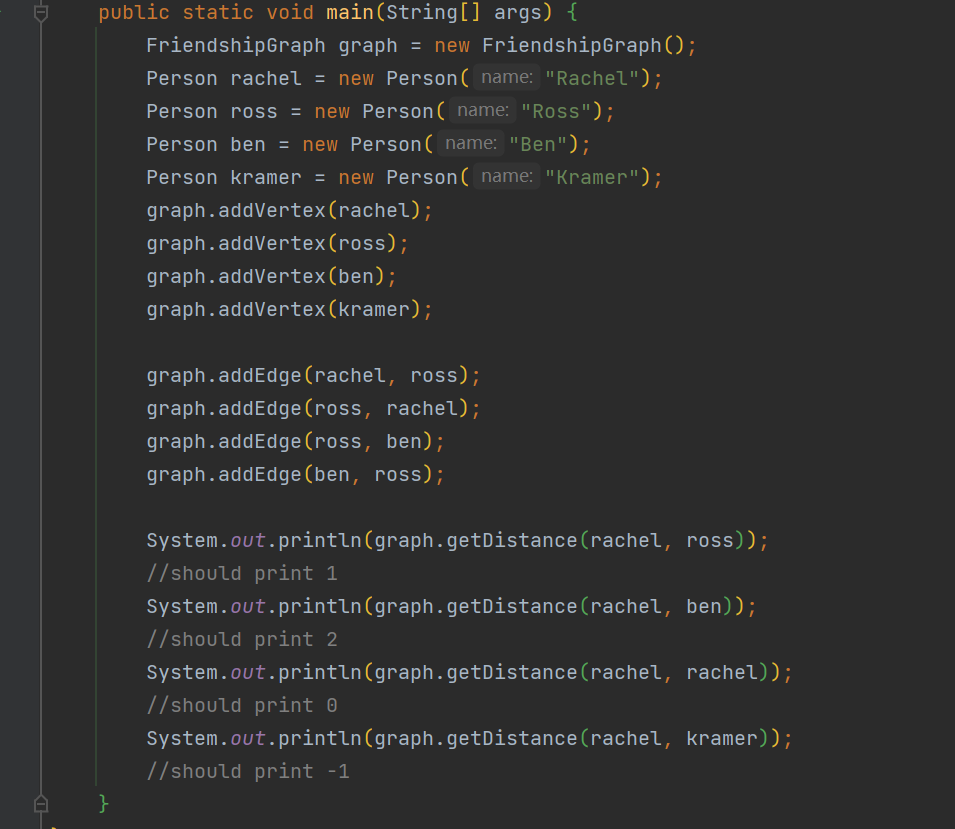 public static void main(String[] args) {
FriendshipGraph graph = new FriendshipGraph();
Person rachel = new Person( name: "Rachel");
Person ross = new Person( name: "Ross");
Person ben = new Person( name: "Ben");
Person kramer = new Person( name: "Kramer");
graph.addVertex(rachel);
graph.addVertex(ross);
graph.addVertex(ben);
graph.addVertex(kramer);
graph.addEdge(rachel, ross);
graph.addEdge(ross, rachel);
graph.addEdge(ross, ben);
graph.addEdge(ben, ross);
System.out.println(graph.getDistance(rachel, ross));
//should print 1
System.out.println(graph.getDistance(rachel, ben));
//should print 2
System.out.println(graph.getDistance(rachel, rachel));
//should print 0
System.out.println(graph.getDistance(rachel, kramer));
//should print -1
}